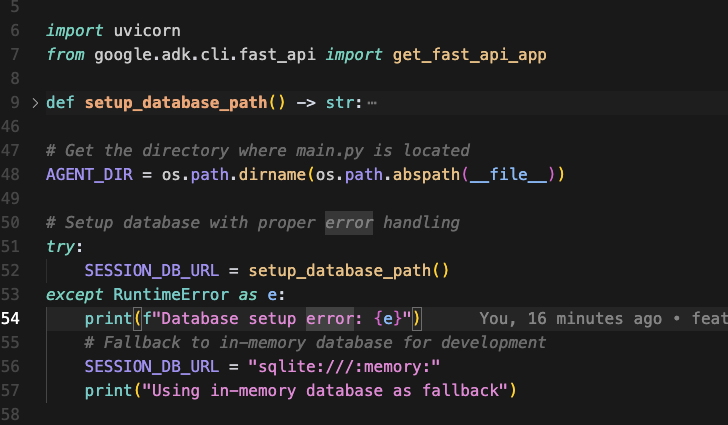 5
6 import uvicorn
7 from google.adk.cli.fast_api import get_fast_api_app
8
9 > def setup_database_path() -> str:⋯
46
47 # Get the directory where main.py is located
48 AGENT_DIR = os.path.dirname(os.path.abspath(__file__))
49
50 # Setup database with proper error handling
51 try:
52     SESSION_DB_URL = setup_database_path()
53 except RuntimeError as e:
54     print(f"Database setup error: {e}")     You, 16 minutes ago • feat
55     # Fallback to in-memory database for development
56     SESSION_DB_URL = "sqlite:///:memory:"
57     print("Using in-memory database as fallback")
58